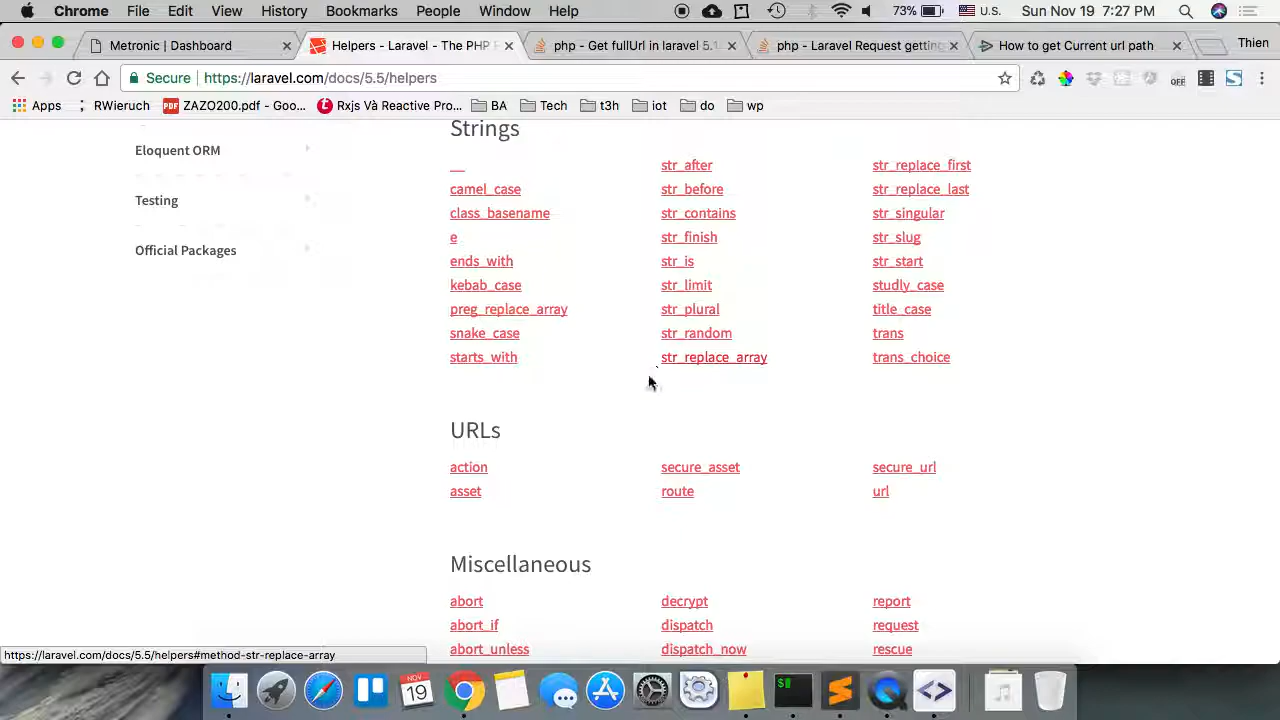 Chrome File Edit View History Bookmarks People Window Help 73% U.S. Sun Nov 19 7:27 PM
Metronic | Dashboard Helpers - Laravel - The PHP F php - Get fullUrl in laravel 5.1 php - Laravel Request getting How to get Current url path Thien
Secure https://laravel.com/docs/5.5/helpers OFF
Apps RWieruch PDF ZAZO200.pdf - Goo... Rxjs Và Reactive Pro... BA Tech t3h iot do wp
Eloquent ORM
Testing
Official Packages
Strings
__ str_after str_replace_first
camel_case str_before str_replace_last
class_basename str_contains str_singular
e str_finish str_slug
ends_with str_is str_start
kebab_case str_limit studly_case
preg_replace_array str_plural title_case
snake_case str_random trans
starts_with str_replace_array trans_choice
URLs
action secure_asset secure_url
asset route url
Miscellaneous
abort decrypt report
abort_if dispatch request
abort_unless dispatch_now rescue
https://laravel.com/docs/5.5/helpers#method-str-replace-array
NOV
19